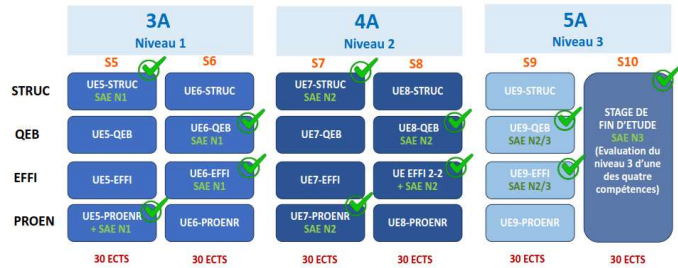 3A
Niveau 1
4A
Niveau 2
5A
Niveau 3
S5
S6
S7
S8
S9
S10
STRUC
UE5-STRUC
SAE N1
UE6-STRUC
UE7-STRUC
SAE N2
UE8-STRUC
UE9-STRUC
QEB
UE5-QEB
UE6-QEB
SAE N1
UE7-QEB
UE8-QEB
SAE N2
UE9-QEB
SAE N2/3
EFFI
UE5-EFFI
UE6-EFFI
SAE N1
UE7-EFFI
UE EFFI 2-2
+ SAE N2
UE9-EFFI
SAE N2/3
PROEN
UE5-PROENR
+ SAE N1
UE6-PROENR
UE7-PROENR
SAE N2
UE8-PROENR
UE9-PROENR
STAGE DE
FIN D'ETUDE
SAE N3
(Evaluation du
niveau 3 d'une
des quatre
compétences)
30 ECTS
30 ECTS
30 ECTS
30 ECTS
30 ECTS
30 ECTS